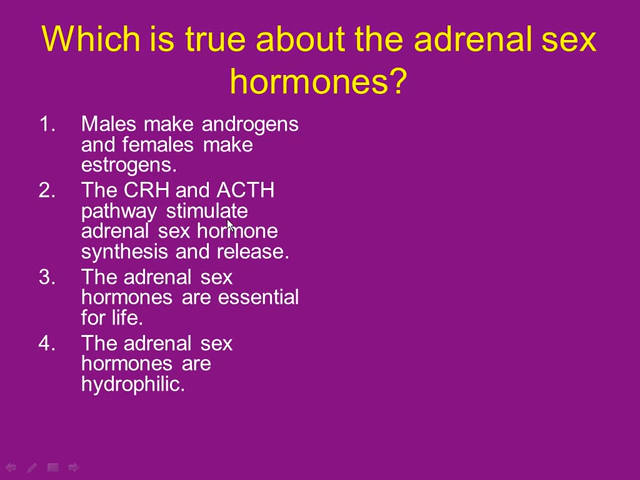 Which is true about the adrenal sex
hormones?
1. Males make androgens
and females make
estrogens.
2. The CRH and ACTH
pathway stimulate
adrenal sex hormone
synthesis and release.
3. The adrenal sex
hormones are essential
for life.
4. The adrenal sex
hormones are
hydrophilic.